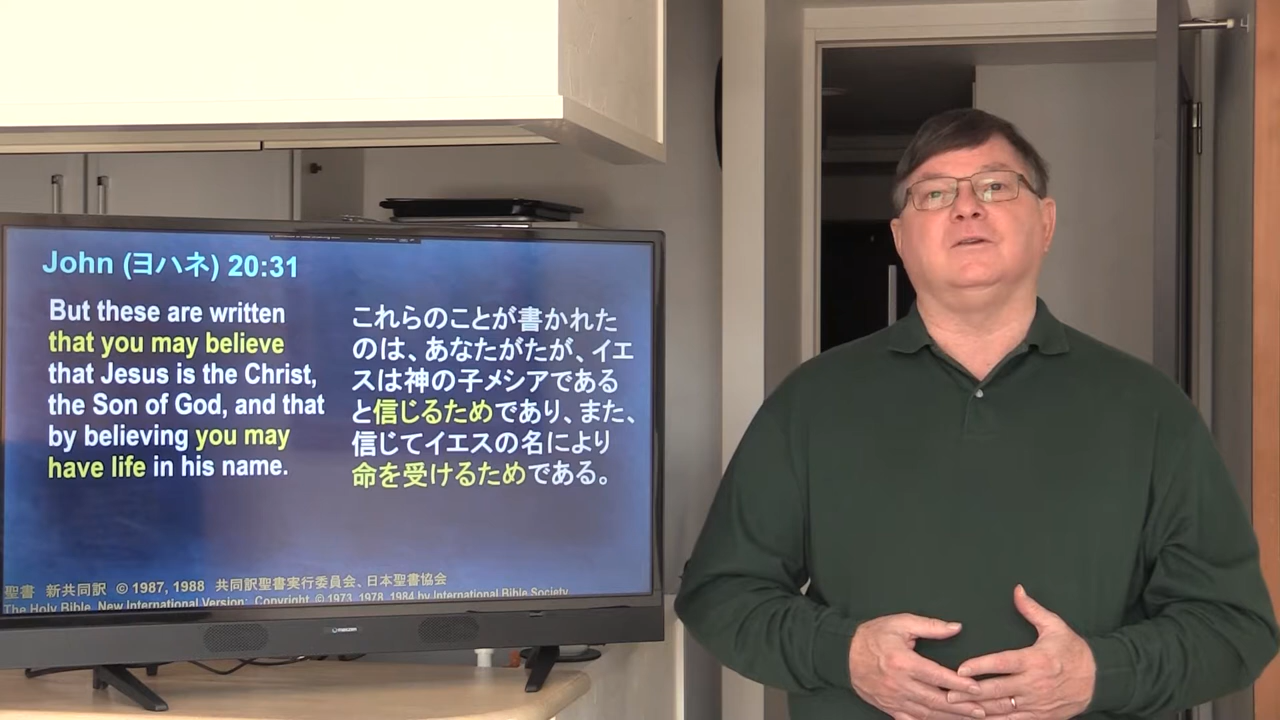 John (ヨハネ) 20:31
But these are written
that you may believe
that Jesus is the Christ,
the Son of God, and that
by believing you may
have life in his name.
これらのことが書かれた
のは、あなたがたが、イエ
スは神の子メシアである
と信じるためであり、また、
信じてイエスの名により
命を受けるためである。
聖書 新共同訳 © 1987, 1988 共同訳聖書実行委員会、日本聖書協会
The Holy Bible, New International Version; Copyright © 1973, 1978, 1984 by International Bible Society